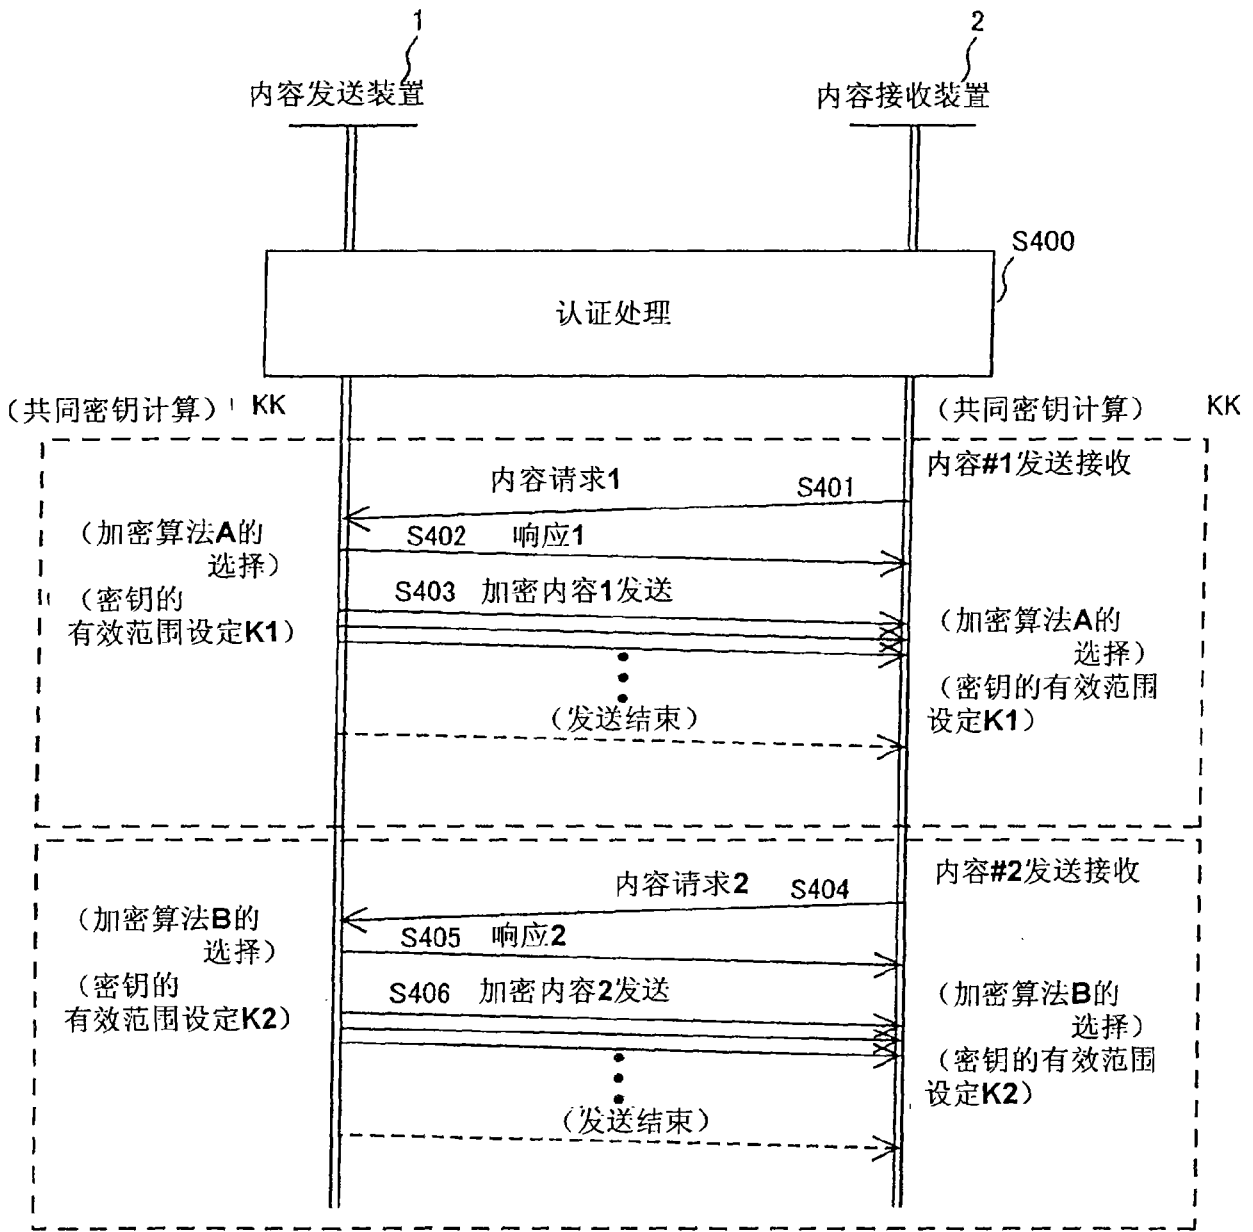 1
2
内容发送装置
内容接收装置
S400
认证处理
（共同密钥计算） KK
（共同密钥计算） KK
内容#1发送接收
内容请求1
S401
（加密算法A的
选择）
S402 响应1
（密钥的
有效范围设定K1）
S403 加密内容1发送
（加密算法A的
选择）
（密钥的有效范围
设定K1）
（发送结束）
内容#2发送接收
内容请求2
S404
（加密算法B的
选择）
S405 响应2
（密钥的
有效范围设定K2）
S406 加密内容2发送
（加密算法B的
选择）
（密钥的有效范围
设定K2）
（发送结束）